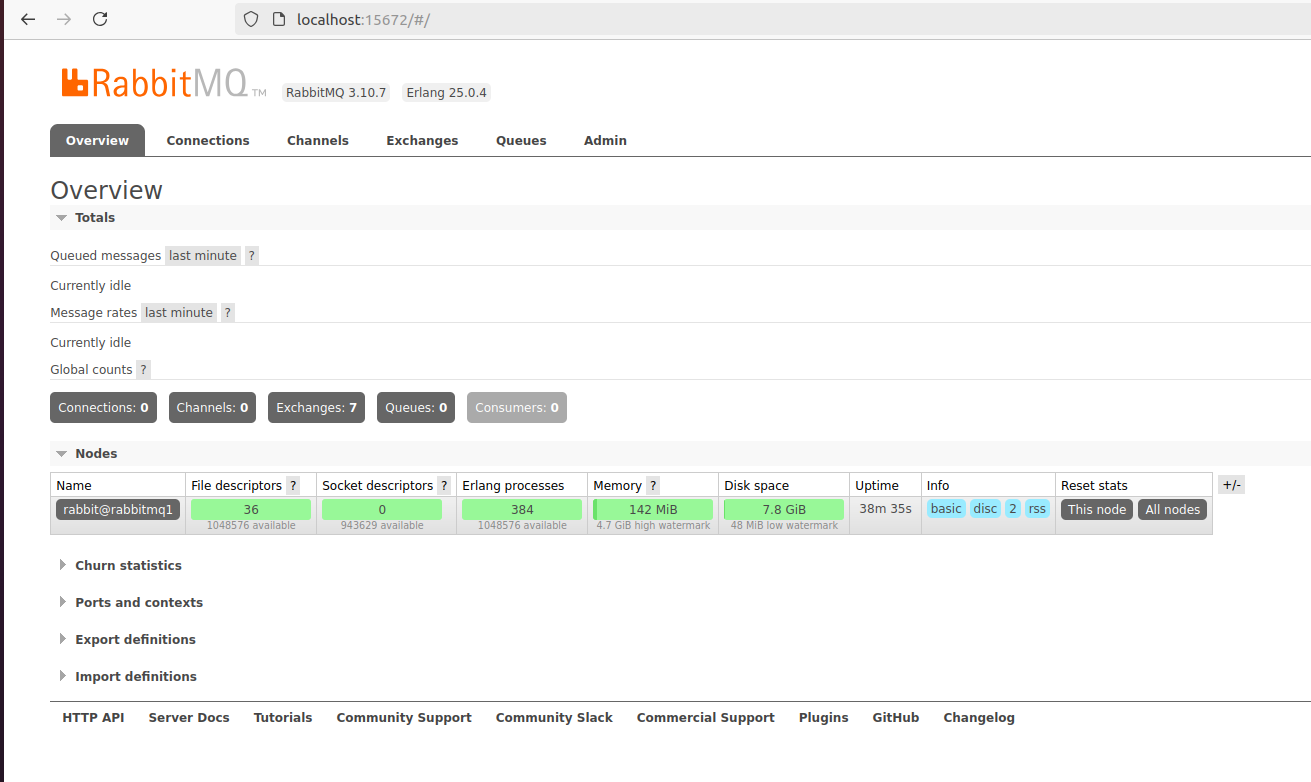 localhost:15672/#/
RabbitMQ TM RabbitMQ 3.10.7 Erlang 25.0.4
Overview Connections Channels Exchanges Queues Admin
Overview
Totals
Queued messages last minute ?
Currently idle
Message rates last minute ?
Currently idle
Global counts ?
Connections: 0 Channels: 0 Exchanges: 7 Queues: 0 Consumers: 0
Nodes
Name File descriptors ? Socket descriptors ? Erlang processes Memory ? Disk space Uptime Info Reset stats +/-
rabbit@rabbitmq1 36 0 384 142 MiB 7.8 GiB 38m 35s basic disc 2 rss This node All nodes
1048576 available 943629 available 1048576 available 4.7 GiB high watermark 48 MiB low watermark
Churn statistics
Ports and contexts
Export definitions
Import definitions
HTTP API Server Docs Tutorials Community Support Community Slack Commercial Support Plugins GitHub Changelog